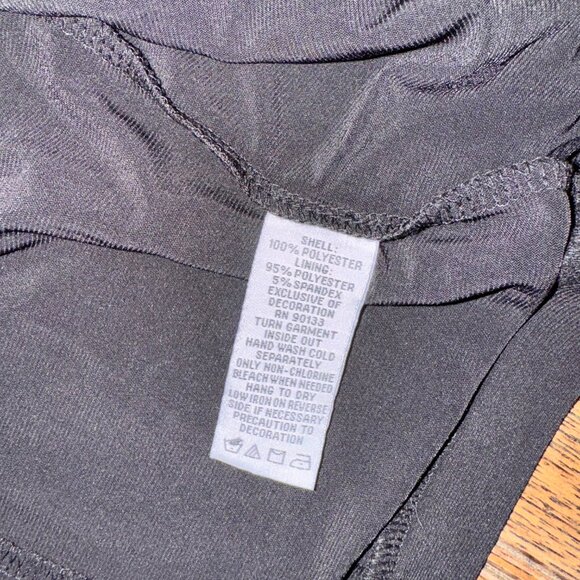 SHELL:
100% POLYESTER
LINING:
95% POLYESTER
5% SPANDEX
EXCLUSIVE OF
DECORATION
RN 90133
TURN GARMENT
INSIDE OUT
HAND WASH COLD
SEPARATELY
ONLY NON-CHLORINE
BLEACH WHEN NEEDED
HANG TO DRY
LOW IRON ON REVERSE
SIDE IF NECESSARY
PRECAUTION TO
DECORATION